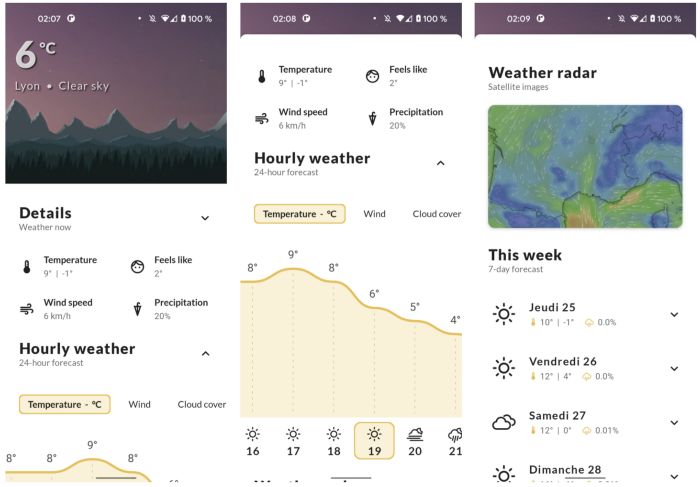 02:07
100 %
6°C
Lyon • Clear sky
Details
Weather now
Temperature
9° | -1°
Feels like
2°
Wind speed
6 km/h
Precipitation
20%
Hourly weather
24-hour forecast
Temperature - °C
Wind
Cloud cover
8°
8°
9°
8°
02:08
100 %
Temperature
9° | -1°
Feels like
2°
Wind speed
6 km/h
Precipitation
20%
Hourly weather
24-hour forecast
Temperature - °C
Wind
Cloud cover
8°
9°
8°
6°
5°
4°
16
17
18
19
20
21
02:09
100 %
Weather radar
Satellite images
This week
7-day forecast
Jeudi 25
10° | -1°
0.0%
Vendredi 26
12° | 4°
0.0%
Samedi 27
12° | 0°
0.01%
Dimanche 28